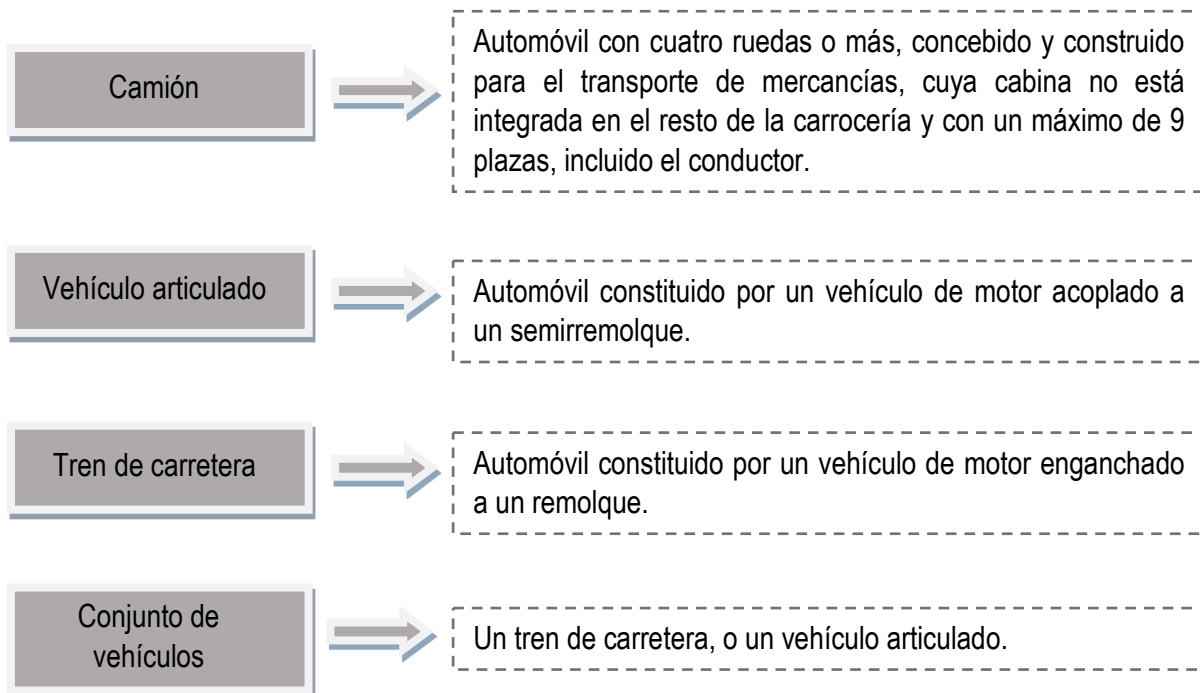 Camión
Automóvil con cuatro ruedas o más, concebido y construido
para el transporte de mercancías, cuya cabina no está
integrada en el resto de la carrocería y con un máximo de 9
plazas, incluido el conductor.
Vehículo articulado
Automóvil constituido por un vehículo de motor acoplado a
un semirremolque.
Tren de carretera
Automóvil constituido por un vehículo de motor enganchado
a un remolque.
Conjunto de
vehículos
Un tren de carretera, o un vehículo articulado.